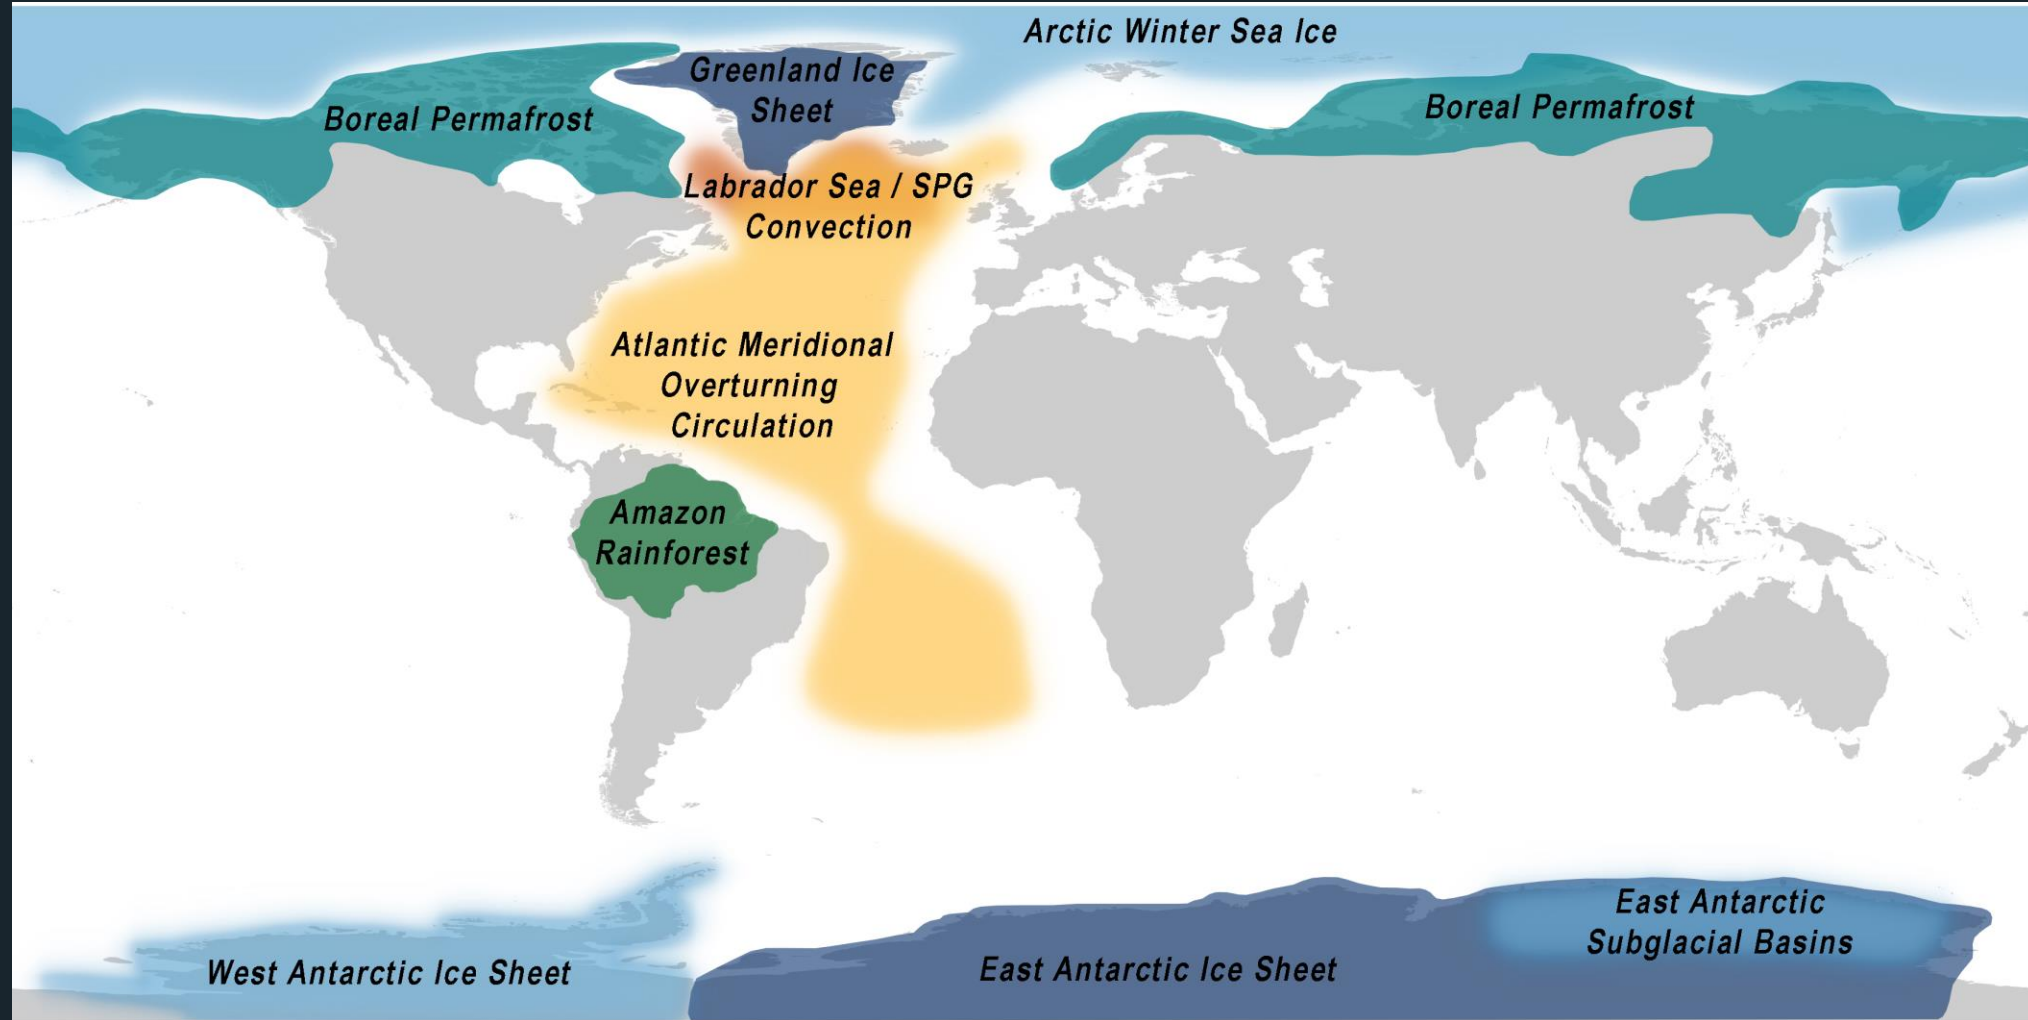 Arctic Winter Sea Ice
Greenland Ice
Sheet
Boreal Permafrost
Boreal Permafrost
Labrador Sea / SPG
Convection
Atlantic Meridional
Overturning
Circulation
Amazon
Rainforest
East Antarctic
Subglacial Basins
West Antarctic Ice Sheet
East Antarctic Ice Sheet